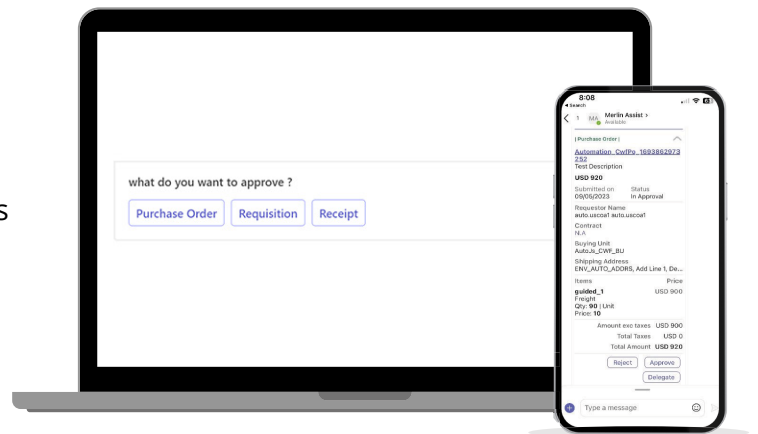 s
what do you want to approve ?
Purchase Order Requisition Receipt
8:08
Search
1 MA Merlin Assist >
Available
| Purchase Order |
Automation_CwfPo_1693862973
252
Test Description
USD 920
Submitted on Status
09/05/2023 In Approval
Requestor Name
auto.uscoa1 auto.uscoa1
Contract
N.A
Buying Unit
AutoJs_CWF_BU
Shipping Address
ENV_AUTO_ADDRS, Add Line 1, De...
Items Price
guided_1 USD 900
Freight
Qty: 90 | Unit
Price: 10
Amount exc taxes USD 900
Total Taxes USD 0
Total Amount USD 920
Reject Approve
Delegate
Type a message